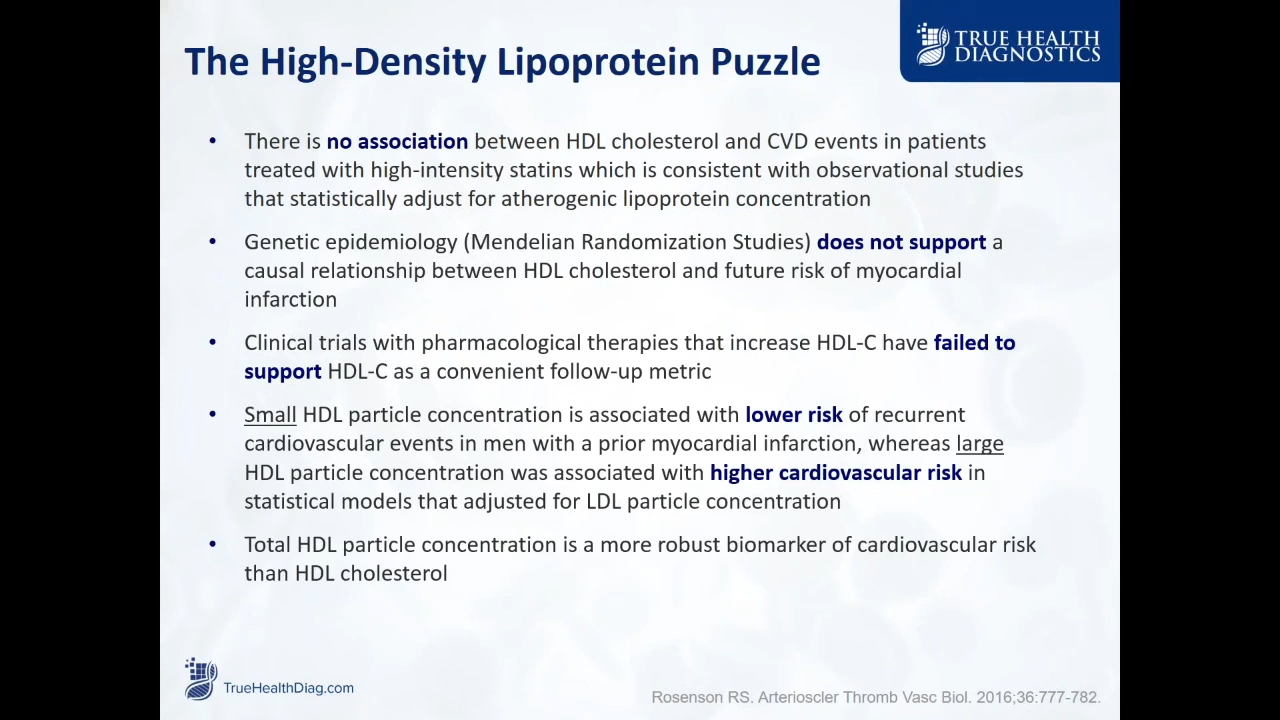 The High-Density Lipoprotein Puzzle
TRUE HEALTH
DIAGNOSTICS
• There is no association between HDL cholesterol and CVD events in patients
treated with high-intensity statins which is consistent with observational studies
that statistically adjust for atherogenic lipoprotein concentration
• Genetic epidemiology (Mendelian Randomization Studies) does not support a
causal relationship between HDL cholesterol and future risk of myocardial
infarction
• Clinical trials with pharmacological therapies that increase HDL-C have failed to
support HDL-C as a convenient follow-up metric
• Small HDL particle concentration is associated with lower risk of recurrent
cardiovascular events in men with a prior myocardial infarction, whereas large
HDL particle concentration was associated with higher cardiovascular risk in
statistical models that adjusted for LDL particle concentration
• Total HDL particle concentration is a more robust biomarker of cardiovascular risk
than HDL cholesterol
TrueHealthDiag.com
Rosenson RS. Arterioscler Thromb Vasc Biol. 2016;36:777-782.